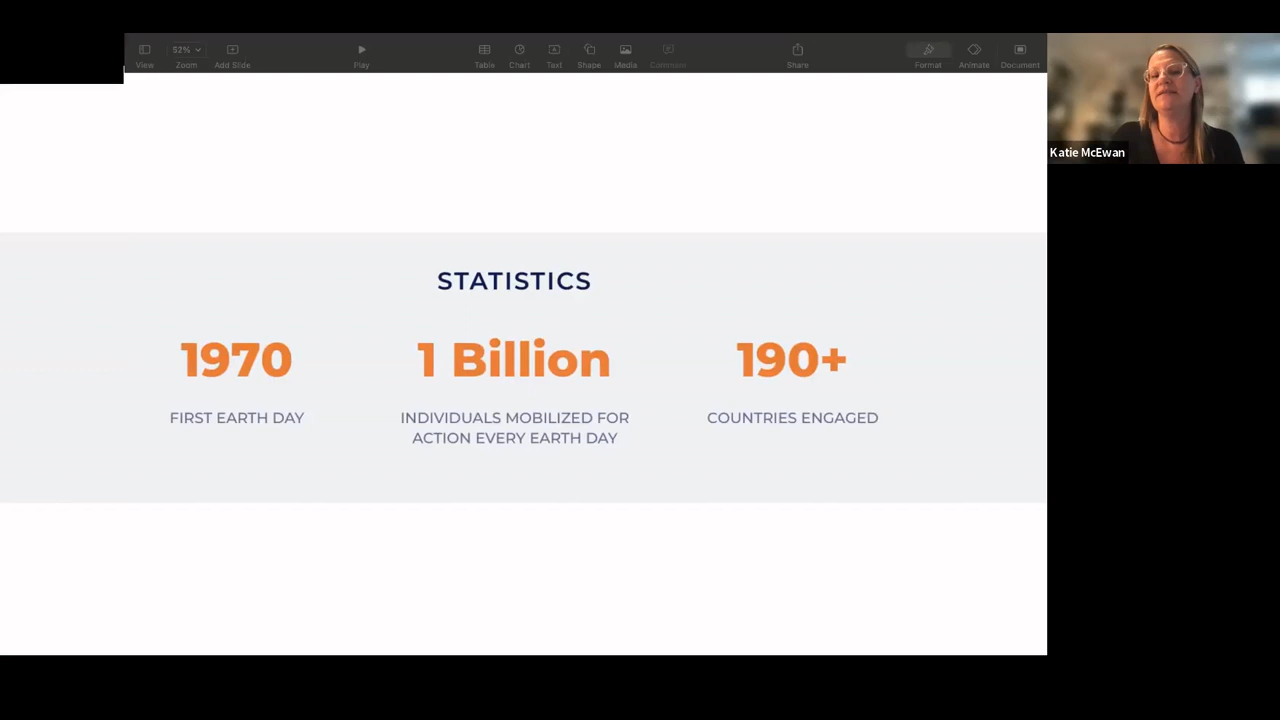 52%
View
Zoom
Add Slide
Play
Table
Chart
Text
Shape
Media
Comment
Share
Format
Animate
Document
Katie McEwan
STATISTICS
1970
1 Billion
190+
FIRST EARTH DAY
INDIVIDUALS MOBILIZED FOR
ACTION EVERY EARTH DAY
COUNTRIES ENGAGED